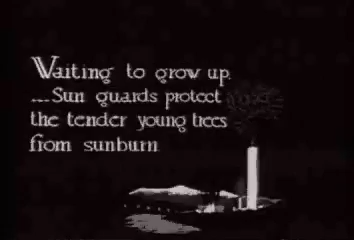 Waiting to grow up.
...Sun guards protect
the tender young trees
from sunburn